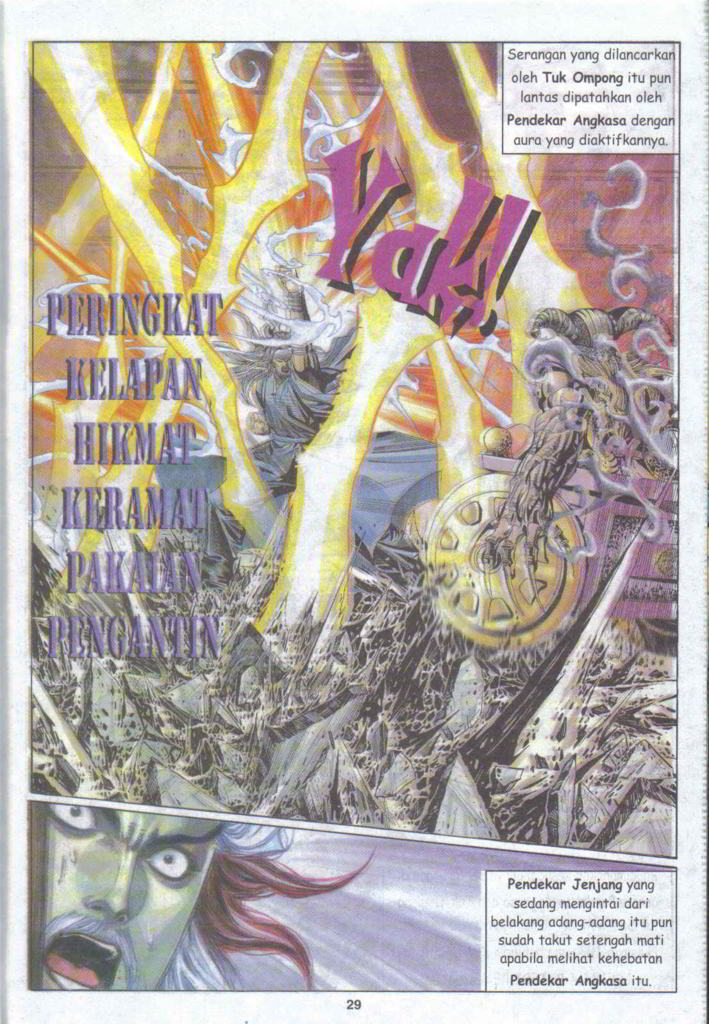 Serangan yang dilancarkan
oleh Tuk Ompong itu pun
lantas dipatahkan oleh
Pendekar Angkasa dengan
aura yang diaktifkannya.
Yak!
PERINGKAT
KELAPAN
HIKMAT
KERAMAT
PAKAIAN
PENGANTIN
Pendekar Jenjang yang
sedang mengintai dari
belakang adang-adang itu pun
sudah takut setengah mati
apabila melihat kehebatan
Pendekar Angkasa itu.
29